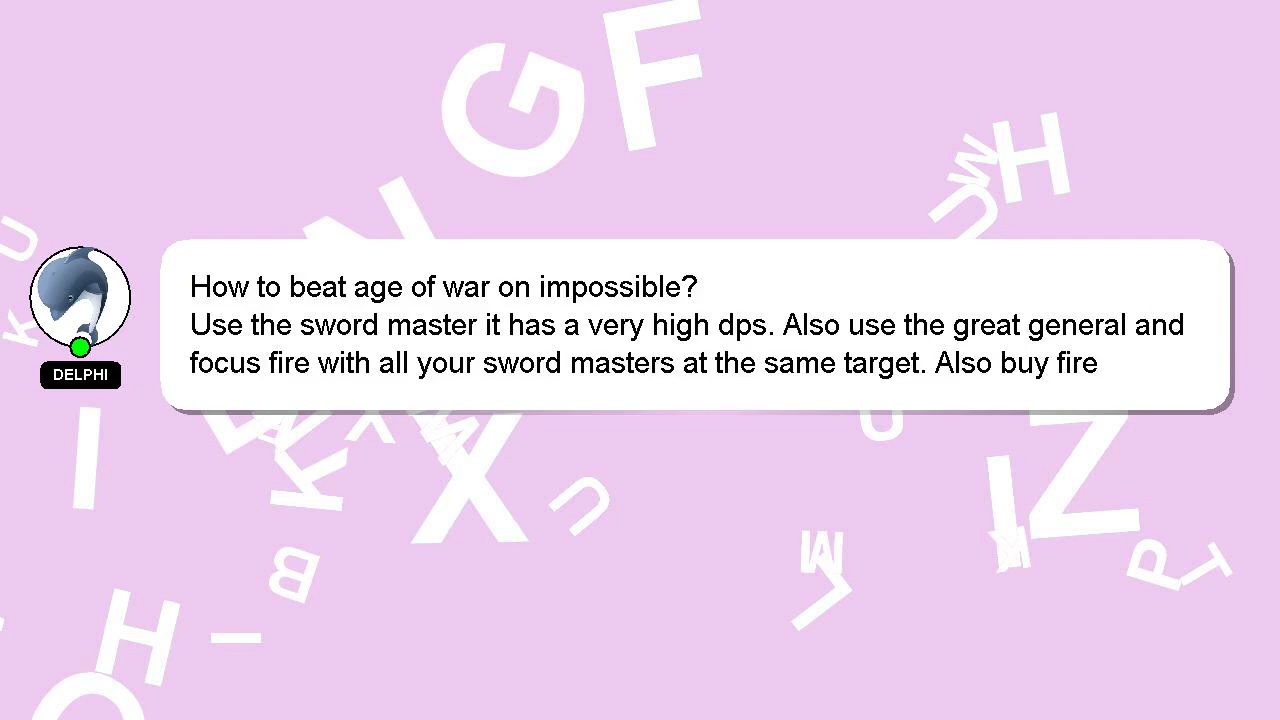 How to beat age of war on impossible?
Use the sword master it has a very high dps. Also use the great general and
focus fire with all your sword masters at the same target. Also buy fire
DELPHI
G F
N
W
H
U
U
K
I
K
X
X
U
U
Z
I
K
M
L
P
T
B
H
I
O